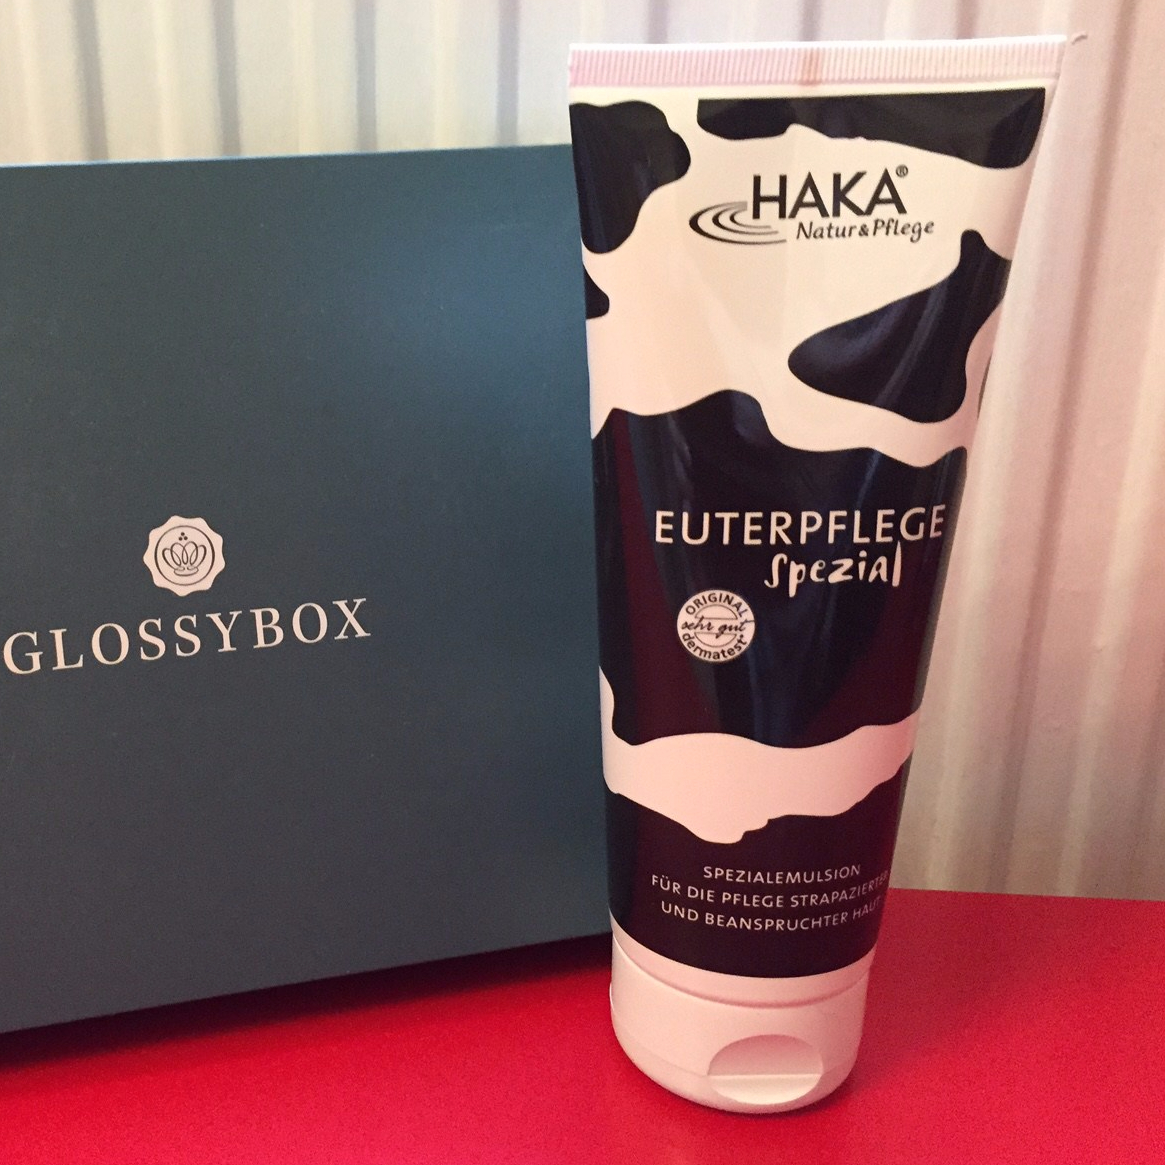 GLOSSYBOX
HAKA®
Natur&Pflege
EUTERPFLEGE
Spezial
ORIGINAL
sehr gut
dermatest
SPEZIALEMULSION
FÜR DIE PFLEGE STRAPAZIERTER
UND BEANSPRUCHTER HAUT